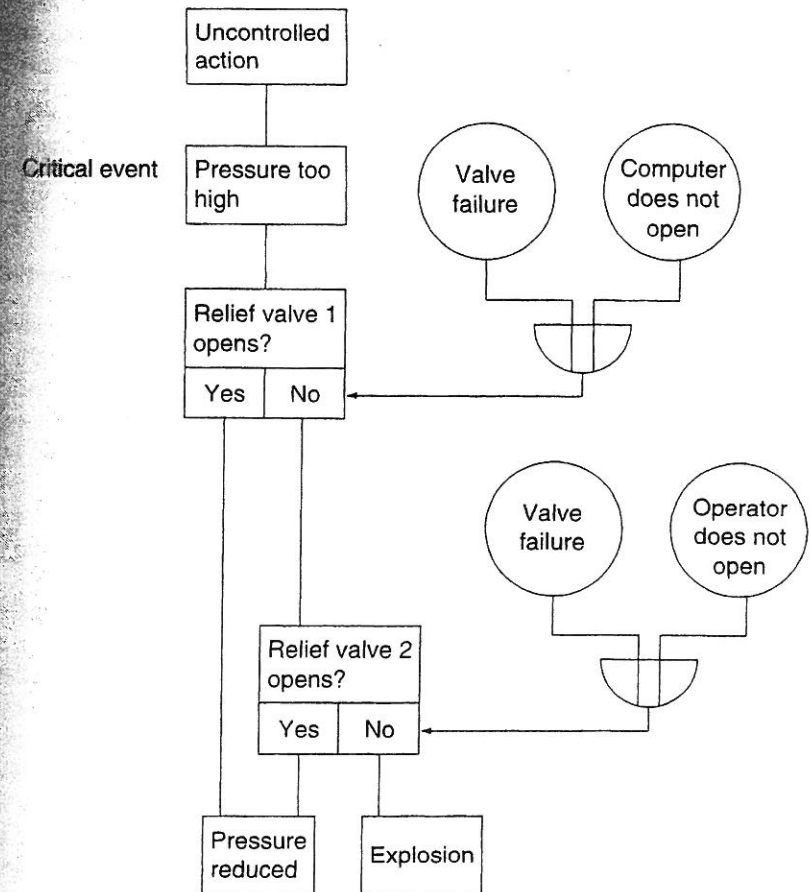 Uncontrolled
action
Critical event
Pressure too
high
Valve
failure
Computer
does not
open
Relief valve 1
opens?
Yes
No
Valve
failure
Operator
does not
open
Relief valve 2
opens?
Yes
No
Pressure
reduced
Explosion